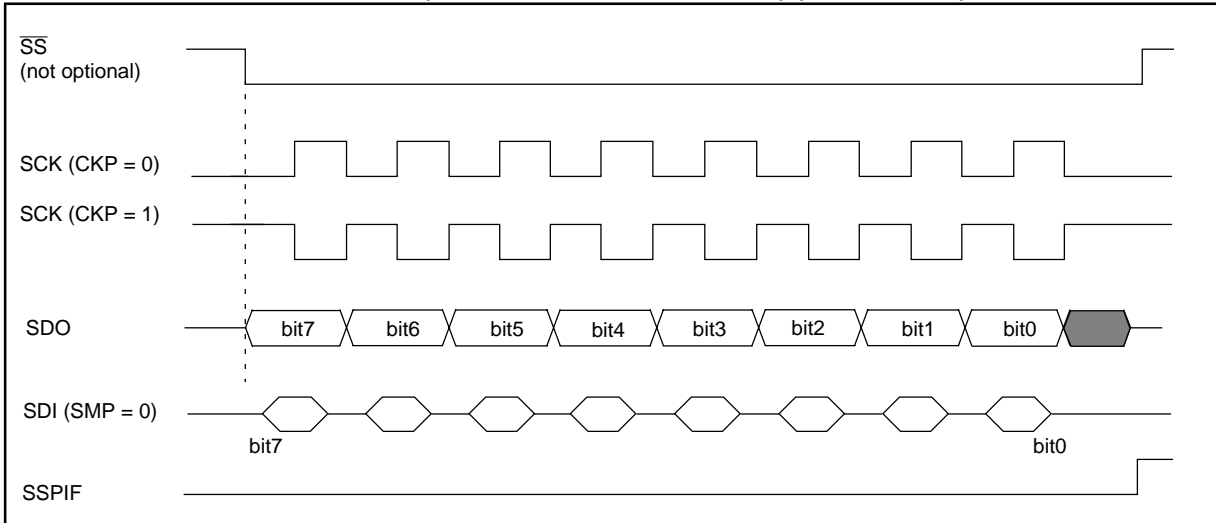 SS
(not optional)
SCK (CKP = 0)
SCK (CKP = 1)
SDO
bit7 bit6 bit5 bit4 bit3 bit2 bit1 bit0
SDI (SMP = 0)
bit7 bit0
SSPIF